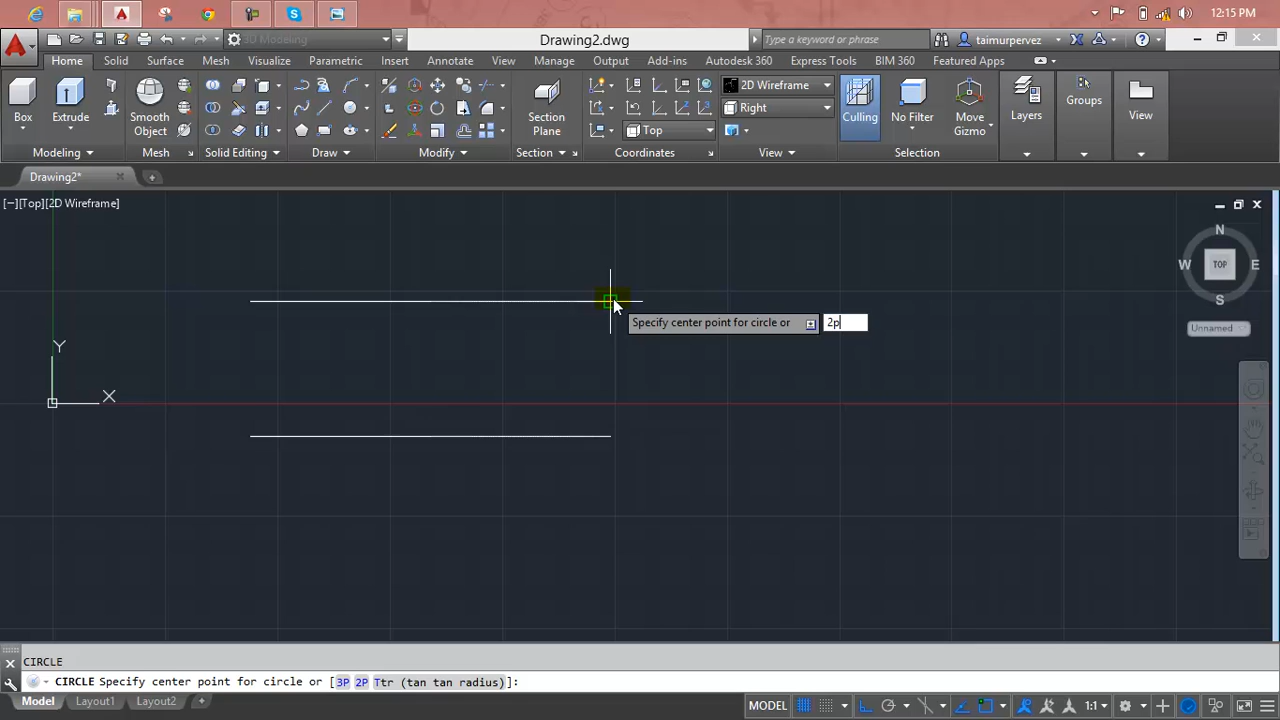 12:15 PM
3D Modeling
Drawing2.dwg
Type a keyword or phrase
taimurpervez
Home Solid Surface Mesh Visualize Parametric Insert Annotate View Manage Output Add-ins Autodesk 360 Express Tools BIM 360 Featured Apps
2D Wireframe
Right
Top
Box Extrude Smooth Object Section Plane Culling No Filter Move Gizmo Layers Groups View
Modeling Mesh Solid Editing Draw Modify Section Coordinates View Selection
Drawing2*
[−][Top][2D Wireframe]
N
W TOP E
S
Unnamed
Specify center point for circle or 2p
Y
X
CIRCLE
CIRCLE Specify center point for circle or [3P 2P Ttr (tan tan radius)]:
Model Layout1 Layout2 MODEL 1:1